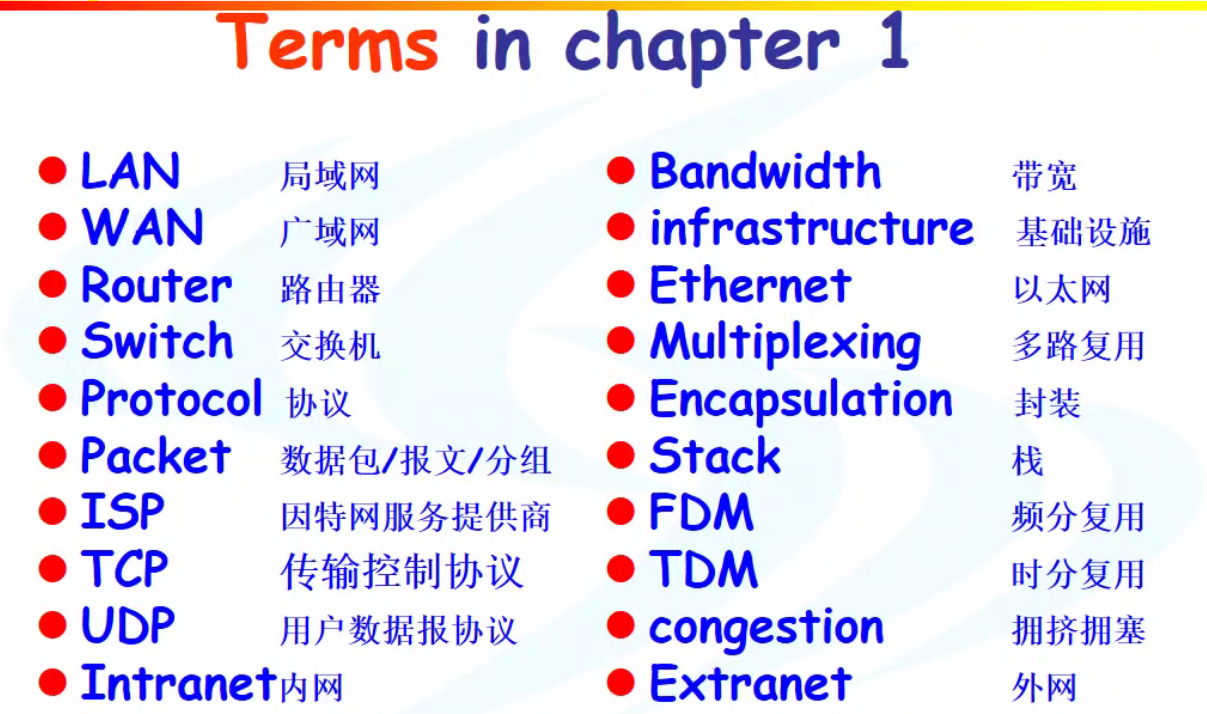 Terms in chapter 1
LAN 局域网
WAN 广域网
Router 路由器
Switch 交换机
Protocol 协议
Packet 数据包/报文/分组
ISP 因特网服务提供商
TCP 传输控制协议
UDP 用户数据报协议
Intranet内网
Bandwidth 带宽
infrastructure 基础设施
Ethernet 以太网
Multiplexing 多路复用
Encapsulation 封装
Stack 栈
FDM 频分复用
TDM 时分复用
congestion 拥挤拥塞
Extranet 外网